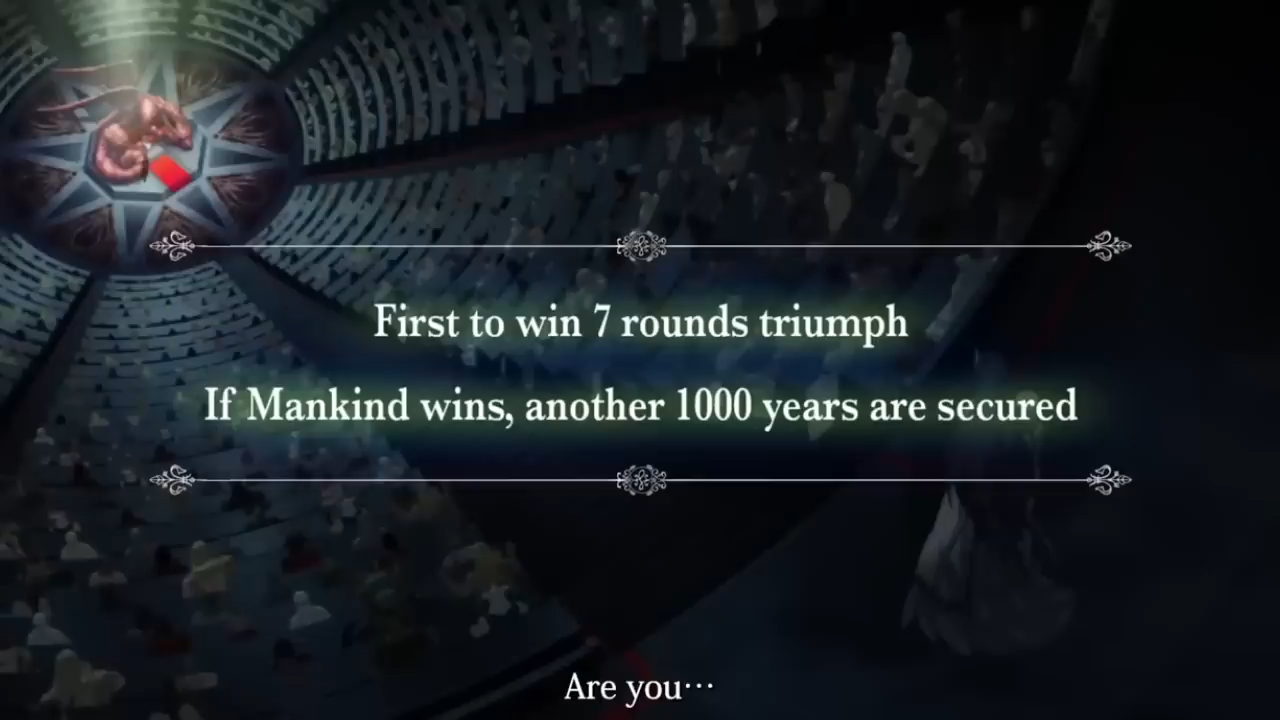 First to win 7 rounds triumph
If Mankind wins, another 1000 years are secured
Are you…